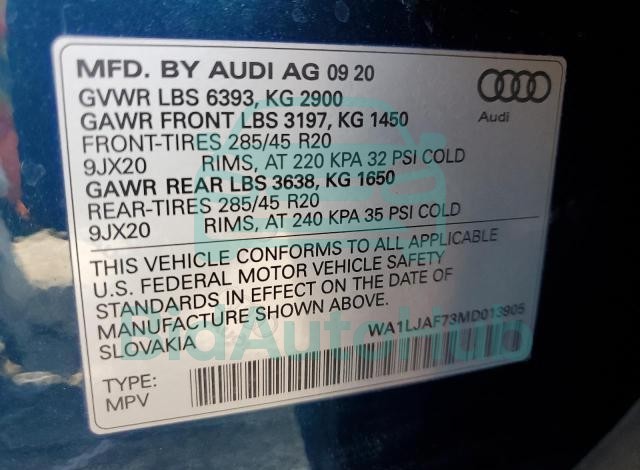 MFD. BY AUDI AG 09 20
GVWR LBS 6393, KG 2900
GAWR FRONT LBS 3197, KG 1450
FRONT-TIRES 285/45 R20
9JX20 RIMS, AT 220 KPA 32 PSI COLD
GAWR REAR LBS 3638, KG 1650
REAR-TIRES 285/45 R20
9JX20 RIMS, AT 240 KPA 35 PSI COLD
Audi
THIS VEHICLE CONFORMS TO ALL APPLICABLE
U.S. FEDERAL MOTOR VEHICLE SAFETY
STANDARDS IN EFFECT ON THE DATE OF
MANUFACTURE SHOWN ABOVE.
SLOVAKIA
WA1LJAF73MD013905
BidAutoHub
TYPE:
MPV